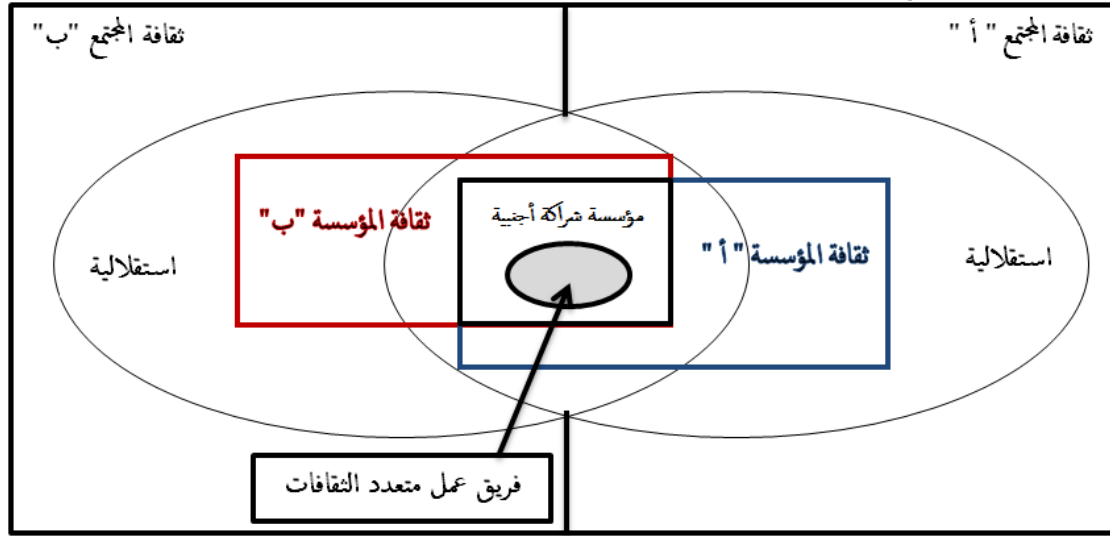 ثقافة المجتمع " أ "
ثقافة المجتمع "ب"
مؤسسة شراكة أجنبية
ثقافة المؤسسة " أ "
ثقافة المؤسسة "ب"
استقلالية
استقلالية
فريق عمل متعدد الثقافات